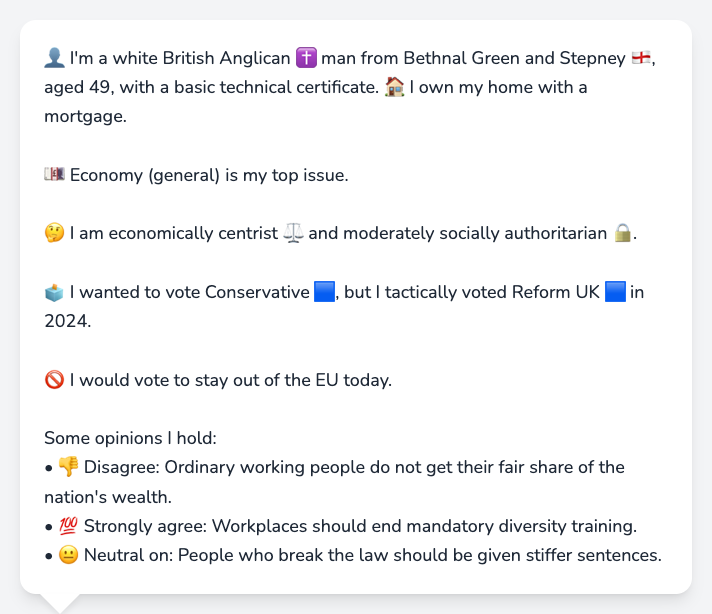 👤 I'm a white British Anglican ✝️ man from Bethnal Green and Stepney 🏴󠁧󠁢󠁥󠁮󠁧󠁿,
aged 49, with a basic technical certificate. 🏠 I own my home with a
mortgage.
💷 Economy (general) is my top issue.
🤔 I am economically centrist ⚖️ and moderately socially authoritarian 🔒.
🗳️ I wanted to vote Conservative 🟦, but I tactically voted Reform UK 🟦 in
2024.
🚫 I would vote to stay out of the EU today.
Some opinions I hold:
• 👎 Disagree: Ordinary working people do not get their fair share of the
nation's wealth.
• 💯 Strongly agree: Workplaces should end mandatory diversity training.
• 😐 Neutral on: People who break the law should be given stiffer sentences.